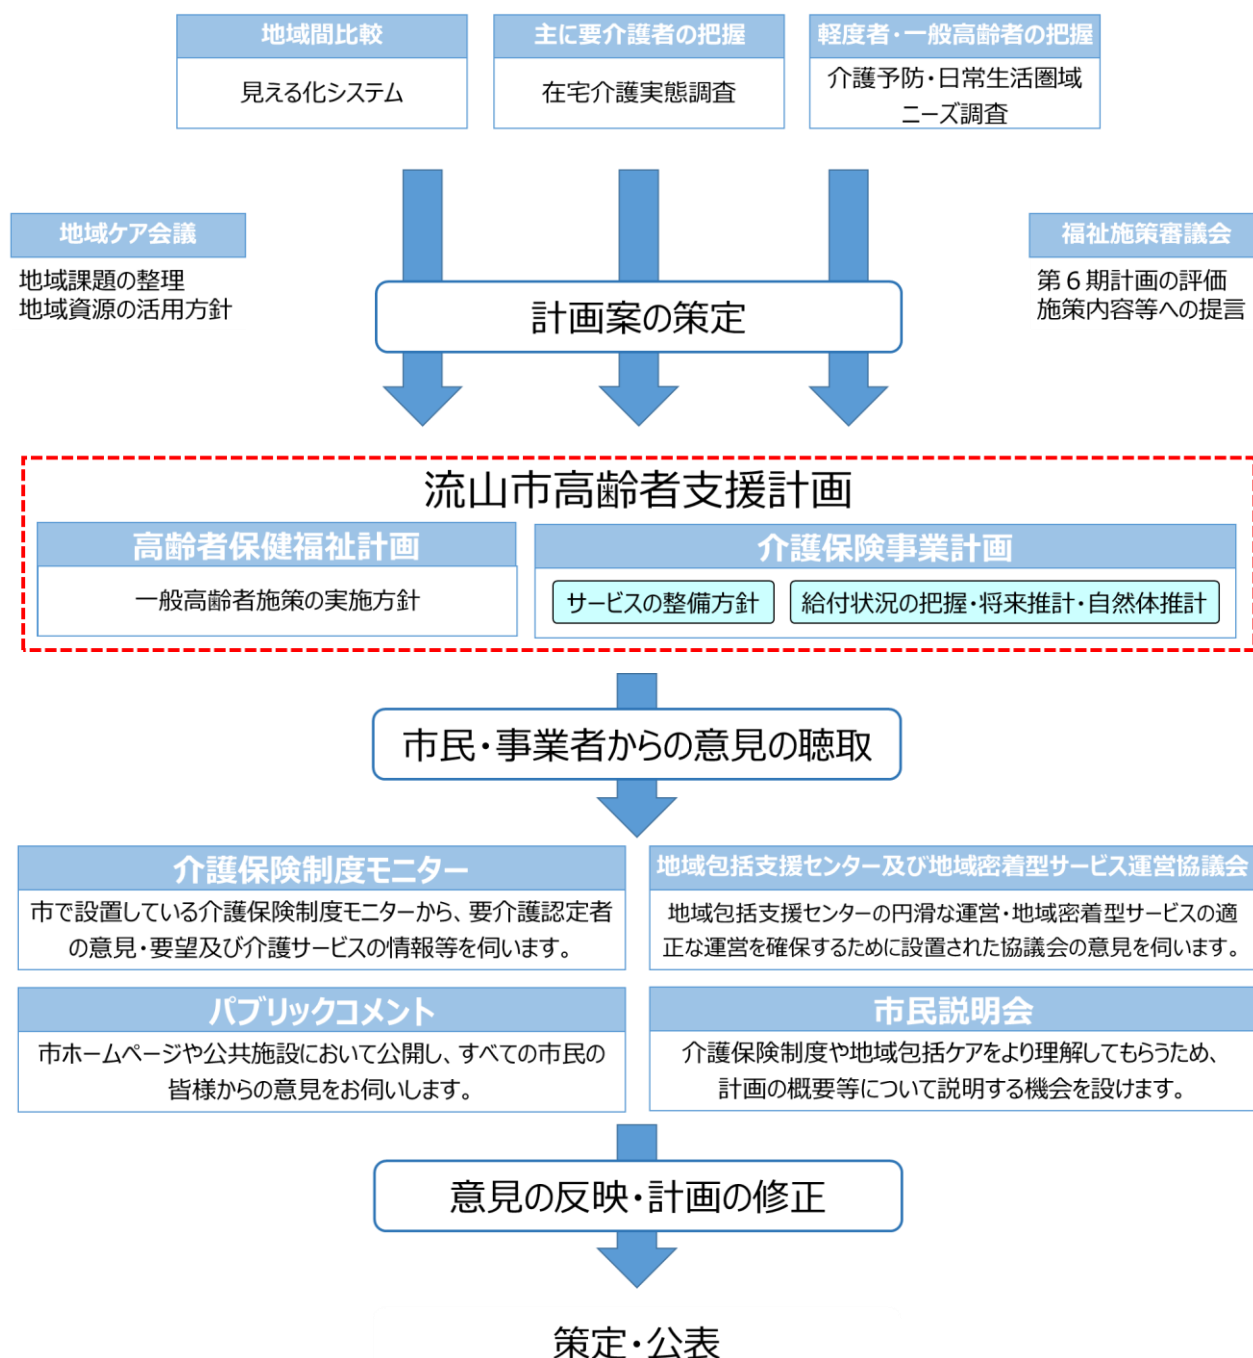 地域間比較
見える化システム
主に要介護者の把握
在宅介護実態調査
軽度者・一般高齢者の把握
介護予防・日常生活圏域
ニーズ調査
地域ケア会議
地域課題の整理
地域資源の活用方針
福祉施策審議会
第６期計画の評価
施策内容等への提言
計画案の策定
流山市高齢者支援計画
高齢者保健福祉計画
一般高齢者施策の実施方針
介護保険事業計画
サービスの整備方針
給付状況の把握・将来推計・自然体推計
市民・事業者からの意見の聴取
介護保険制度モニター
市で設置している介護保険制度モニターから、要介護認定者
の意見・要望及び介護サービスの情報等を伺います。
地域包括支援センター及び地域密着型サービス運営協議会
地域包括支援センターの円滑な運営・地域密着型サービスの適
正な運営を確保するために設置された協議会の意見を伺います。
パブリックコメント
市ホームページや公共施設において公開し、すべての市民の
皆様からの意見をお伺いします。
市民説明会
介護保険制度や地域包括ケアをより理解してもらうため、
計画の概要等について説明する機会を設けます。
意見の反映・計画の修正
策定・公表